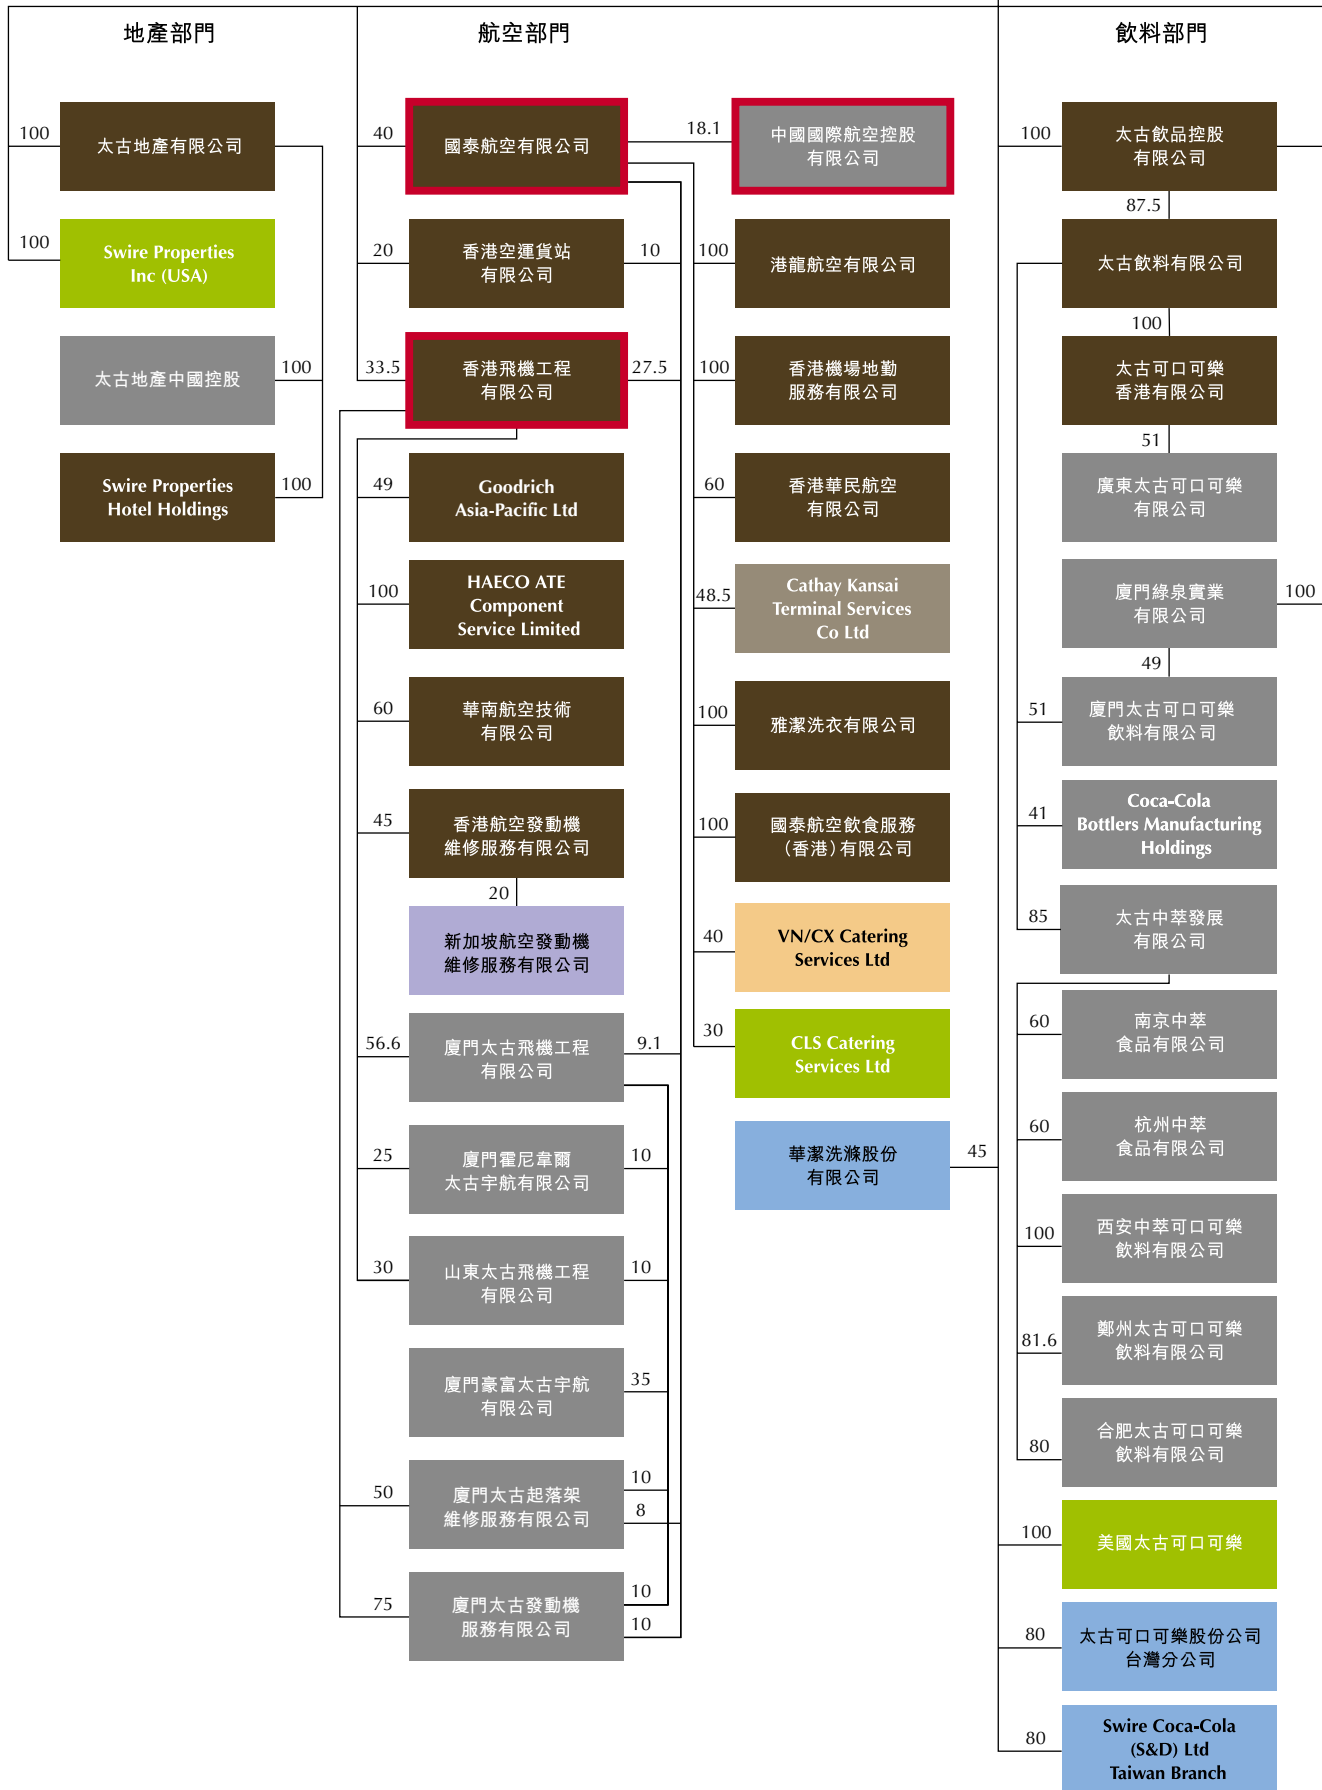 地產部門
100
太古地產有限公司
100
Swire Properties
Inc (USA)
太古地產中國控股
100
Swire Properties
Hotel Holdings
100
航空部門
40
國泰航空有限公司
18.1
中國國際航空控股
有限公司
20
香港空運貨站
有限公司
10
100
港龍航空有限公司
33.5
香港飛機工程
有限公司
27.5
100
香港機場地勤
服務有限公司
49
Goodrich
Asia-Pacific Ltd
60
香港華民航空
有限公司
100
HAECO ATE
Component
Service Limited
48.5
Cathay Kansai
Terminal Services
Co Ltd
60
華南航空技術
有限公司
100
雅潔洗衣有限公司
45
香港航空發動機
維修服務有限公司
100
國泰航空飲食服務
（香港）有限公司
20
新加坡航空發動機
維修服務有限公司
40
VN/CX Catering
Services Ltd
56.6
廈門太古飛機工程
有限公司
9.1
30
CLS Catering
Services Ltd
25
廈門霍尼韋爾
太古宇航有限公司
10
華潔洗滌股份
有限公司
45
30
山東太古飛機工程
有限公司
10
廈門豪富太古宇航
有限公司
35
50
廈門太古起落架
維修服務有限公司
10
8
75
廈門太古發動機
服務有限公司
10
10
飲料部門
100
太古飲品控股
有限公司
87.5
太古飲料有限公司
100
太古可口可樂
香港有限公司
51
廣東太古可口可樂
有限公司
廈門綠泉實業
有限公司
100
49
51
廈門太古可口可樂
飲料有限公司
41
Coca-Cola
Bottlers Manufacturing
Holdings
85
太古中萃發展
有限公司
60
南京中萃
食品有限公司
60
杭州中萃
食品有限公司
100
西安中萃可口可樂
飲料有限公司
81.6
鄭州太古可口可樂
飲料有限公司
80
合肥太古可口可樂
飲料有限公司
100
美國太古可口可樂
80
太古可口可樂股份公司
台灣分公司
80
Swire Coca-Cola
(S&D) Ltd
Taiwan Branch